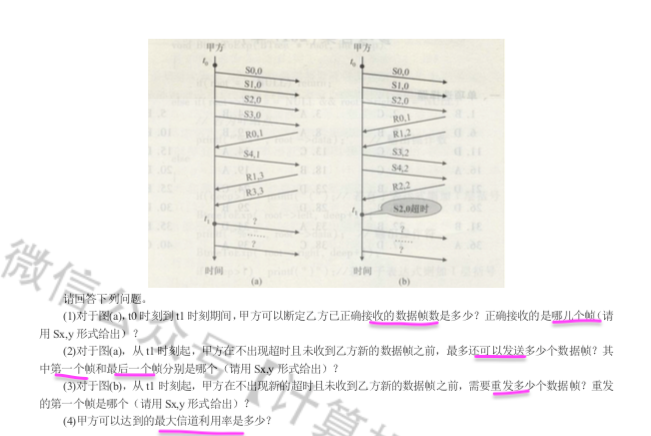 甲方
t0
S0,0
S1,0
S2,0
S3,0
R0,1
S4,1
R1,3
R3,3
t1
?
……
?
时间
(a)
甲方
t0
S0,0
S1,0
S2,0
R0,1
R1,2
S3,2
S4,2
R2,2
t1
S2,0超时
?
……
?
时间
(b)
请回答下列问题。
(1)对于图(a), t0 时刻到 t1 时刻期间，甲方可以断定乙方已正确接收的数据帧数是多少？正确接收的是哪几个帧(请
用 Sx,y 形式给出)？
(2)对于图(a)，从 t1 时刻起，甲方在不出现超时且未收到乙方新的数据帧之前，最多还可以发送多少个数据帧？其
中第一个帧和最后一个帧分别是哪个（请用 Sx,y 形式给出）？
(3)对于图(b)，从 t1 时刻起，甲方在不出现新的超时且未收到乙方新的数据帧之前，需要重发多少个数据帧？重发
的第一个帧是哪个（请用 Sx,y 形式给出）？
(4)甲方可以达到的最大信道利用率是多少？
微信公众号【计算机